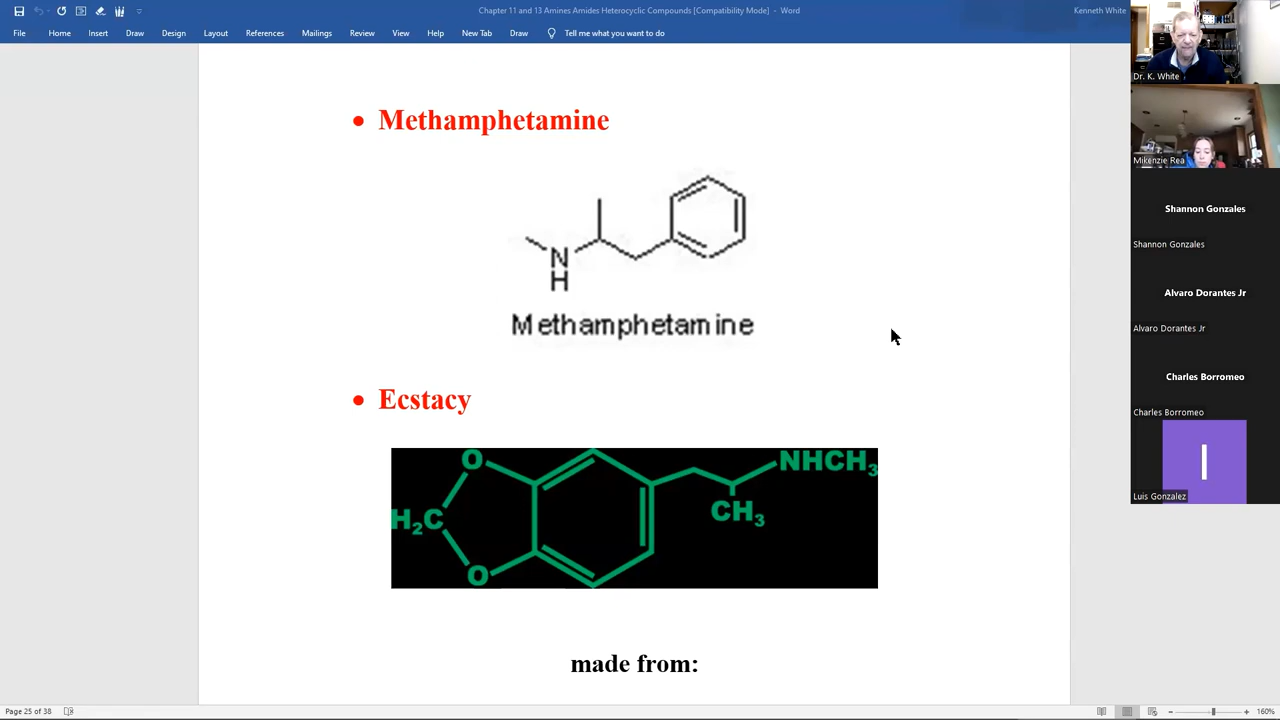 Chapter 11 and 13 Amines Amides Heterocyclic Compounds [Compatibility Mode] - Word
Kenneth White
File Home Insert Draw Design Layout References Mailings Review View Help New Tab Draw Tell me what you want to do
• Methamphetamine
N
H
Methamphetamine
• Ecstacy
O
NHCH3
H2C
CH3
O
made from:
Dr. K. White
Mikenzie Rea
Shannon Gonzales
Shannon Gonzales
Alvaro Dorantes Jr
Alvaro Dorantes Jr
Charles Borromeo
Charles Borromeo
I
Luis Gonzalez
Page 25 of 38
160%